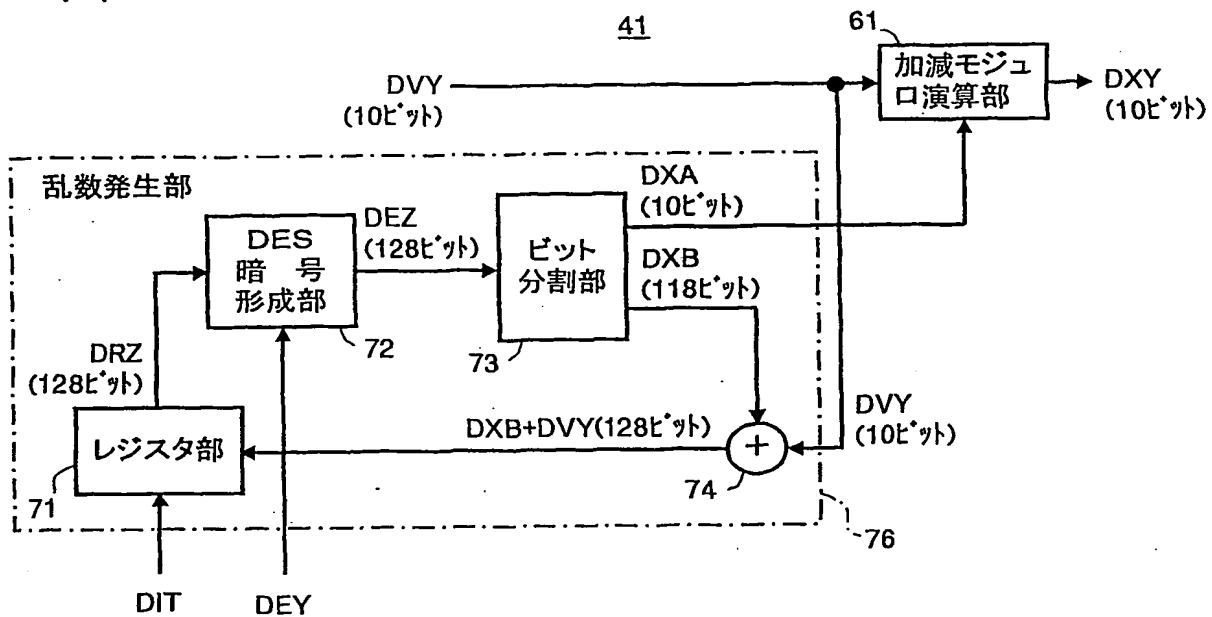 41
61
加減モジュ
ロ演算部
DVY
(10ビット)
DXY
(10ビット)
乱数発生部
DES
暗 号
形成部
72
DEZ
(128ビット)
ビット
分割部
73
DXA
(10ビット)
DXB
(118ビット)
DRZ
(128ビット)
レジスタ部
71
DXB+DVY(128ビット)
+
74
DVY
(10ビット)
76
DIT
DEY